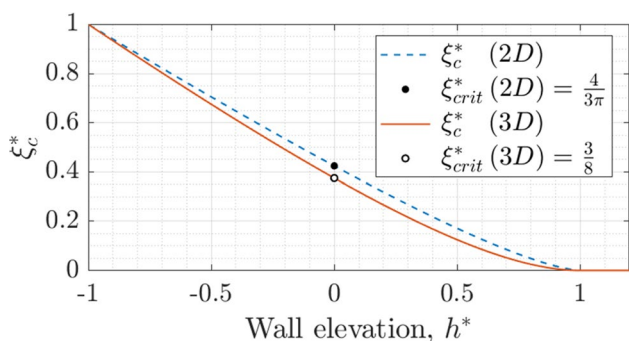 1
0.8
0.6
0.4
0.2
0
ξ*c
ξ*c (2D)
ξ*crit (2D) = 4/3π
ξ*c (3D)
ξ*crit (3D) = 3/8
-1 -0.5 0 0.5 1
Wall elevation, h*